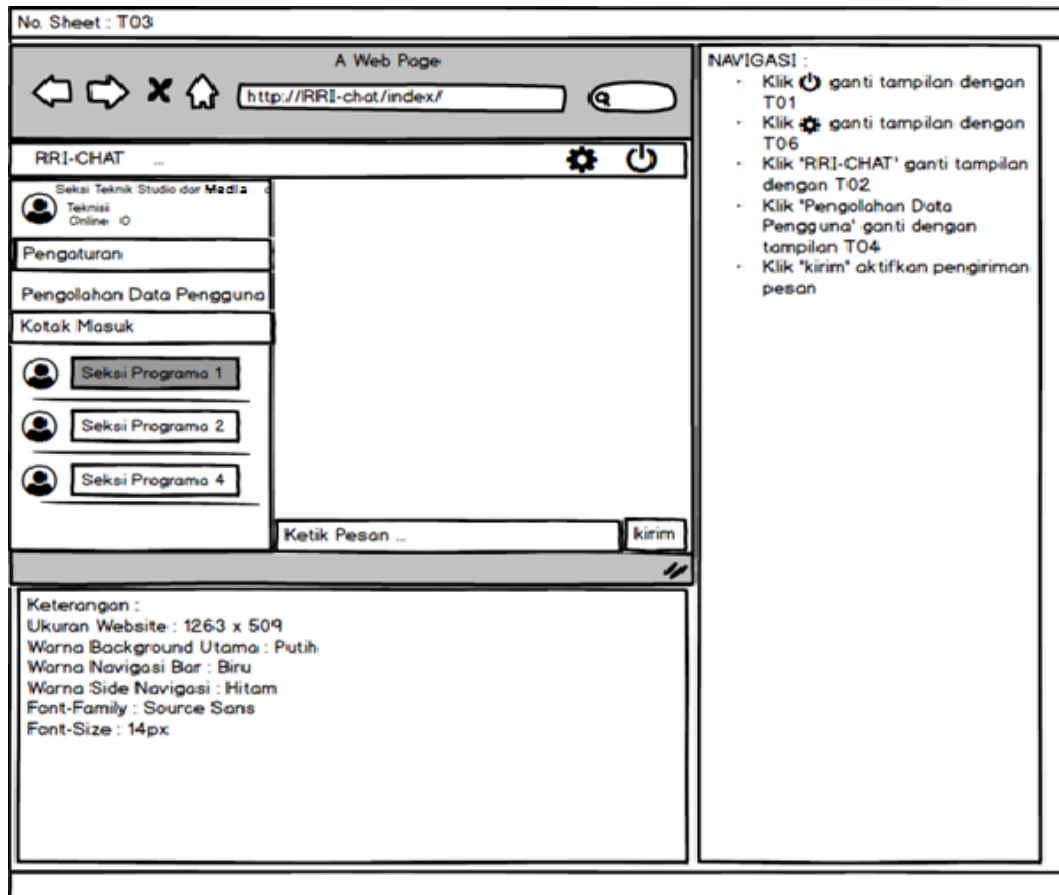 No. Sheet : T03
A Web Page
http://RRI-chat/index/
RRI-CHAT ...
Seksi Teknik Studio dar Media
Teknisi
Online
Pengaturan
Pengolahan Data Pengguna
Kotak Masuk
Seksi Programa 1
Seksi Programa 2
Seksi Programa 4
Ketik Pesan ...
kirim
NAVIGASI :
· Klik ganti tampilan dengan
T01
· Klik ganti tampilan dengan
T06
· Klik "RRI-CHAT" ganti tampilan
dengan T02
· Klik "Pengolahan Data
Pengguna" ganti dengan
tampilan T04
· Klik "kirim" aktifkan pengiriman
pesan
Keterangan :
Ukuran Website : 1263 x 509
Warna Background Utama : Putih
Warna Navigasi Bar : Biru
Warna Side Navigasi : Hitam
Font-Family : Source Sans
Font-Size : 14px